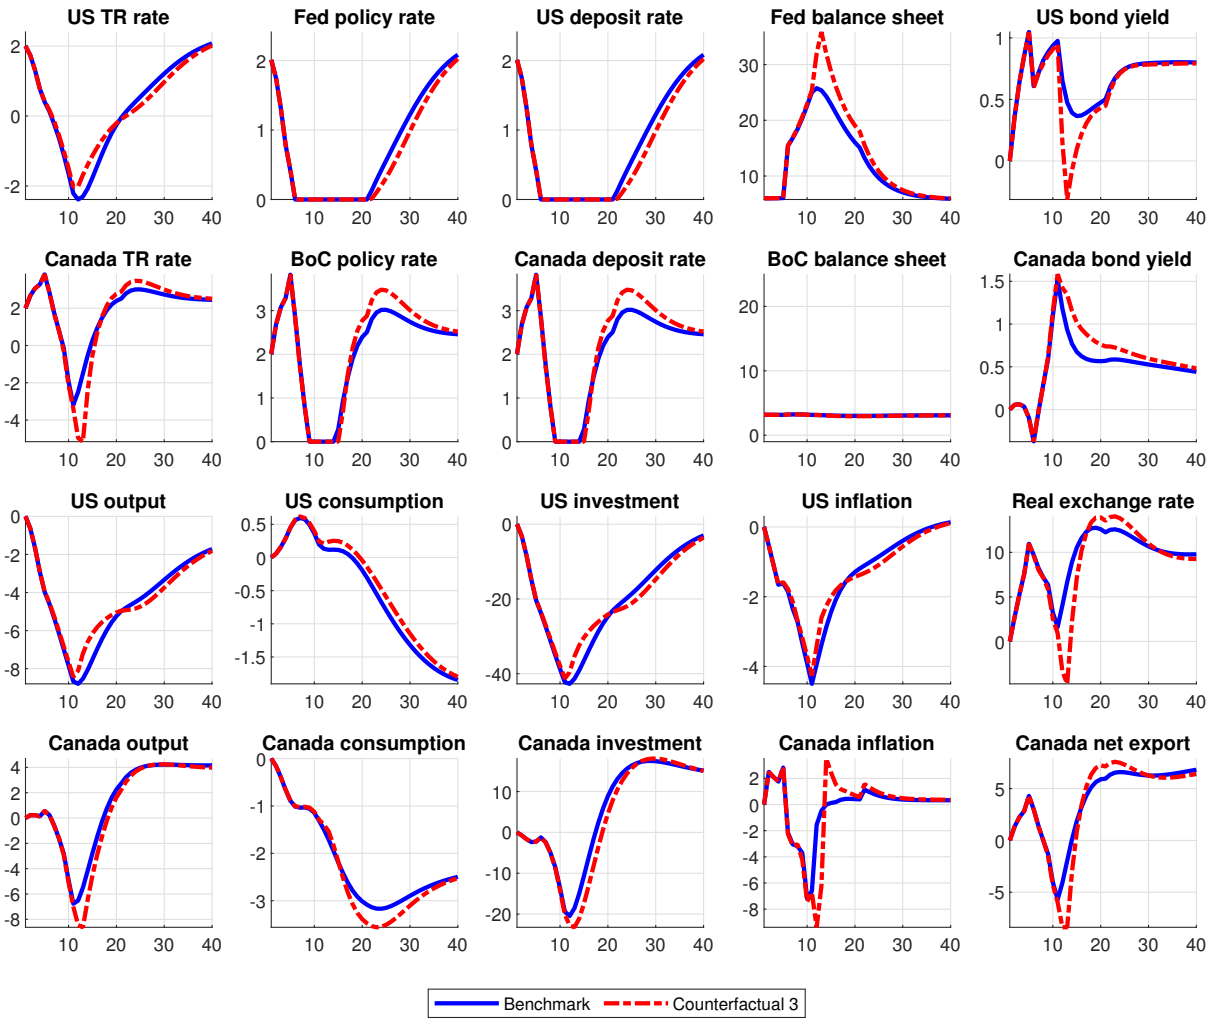 US TR rate
2
0
-2
10 20 30 40
Fed policy rate
2
1
0
10 20 30 40
US deposit rate
2
1
0
10 20 30 40
Fed balance sheet
30
20
10
10 20 30 40
US bond yield
1
0.5
0
10 20 30 40
Canada TR rate
2
0
-2
-4
10 20 30 40
BoC policy rate
3
2
1
0
10 20 30 40
Canada deposit rate
3
2
1
0
10 20 30 40
BoC balance sheet
20
10
0
10 20 30 40
Canada bond yield
1.5
1
0.5
0
10 20 30 40
US output
0
-2
-4
-6
-8
10 20 30 40
US consumption
0.5
0
-0.5
-1
-1.5
10 20 30 40
US investment
0
-20
-40
10 20 30 40
US inflation
0
-2
-4
10 20 30 40
Real exchange rate
10
5
0
10 20 30 40
Canada output
4
2
0
-2
-4
-6
-8
10 20 30 40
Canada consumption
0
-1
-2
-3
10 20 30 40
Canada investment
10
0
-10
-20
10 20 30 40
Canada inflation
2
0
-2
-4
-6
-8
10 20 30 40
Canada net export
5
0
-5
10 20 30 40
Benchmark Counterfactual 3